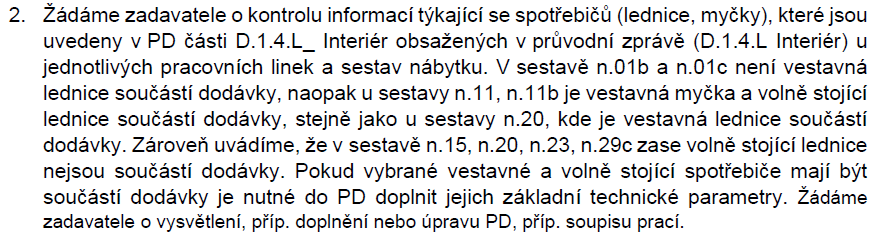 2. Žádáme zadavatele o kontrolu informací týkající se spotřebičů (lednice, myčky), které jsou
uvedeny v PD části D.1.4.L_ Interiér obsažených v průvodní zprávě (D.1.4.L Interiér) u
jednotlivých pracovních linek a sestav nábytku. V sestavě n.01b a n.01c není vestavná
lednice součástí dodávky, naopak u sestavy n.11, n.11b je vestavná myčka a volně stojící
lednice součástí dodávky, stejně jako u sestavy n.20, kde je vestavná lednice součástí
dodávky. Zároveň uvádíme, že v sestavě n.15, n.20, n.23, n.29c zase volně stojící lednice
nejsou součástí dodávky. Pokud vybrané vestavné a volně stojící spotřebiče mají být
součástí dodávky je nutné do PD doplnit jejich základní technické parametry. Žádáme
zadavatele o vysvětlení, příp. doplnění nebo úpravu PD, příp. soupisu prací.